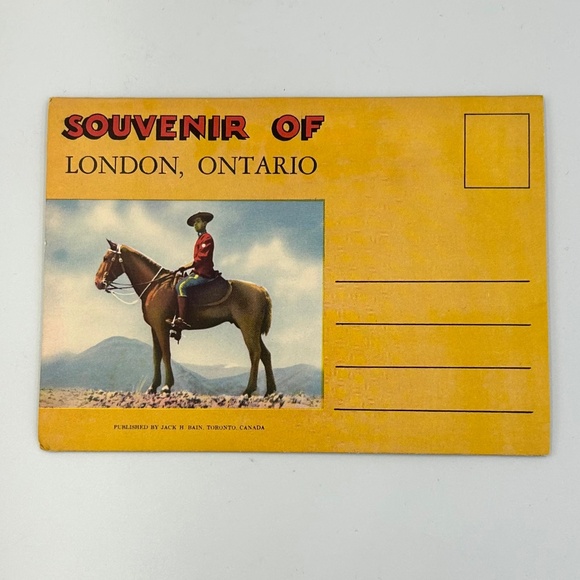 SOUVENIR OF
LONDON, ONTARIO
PUBLISHED BY JACK H. BAIN, TORONTO, CANADA